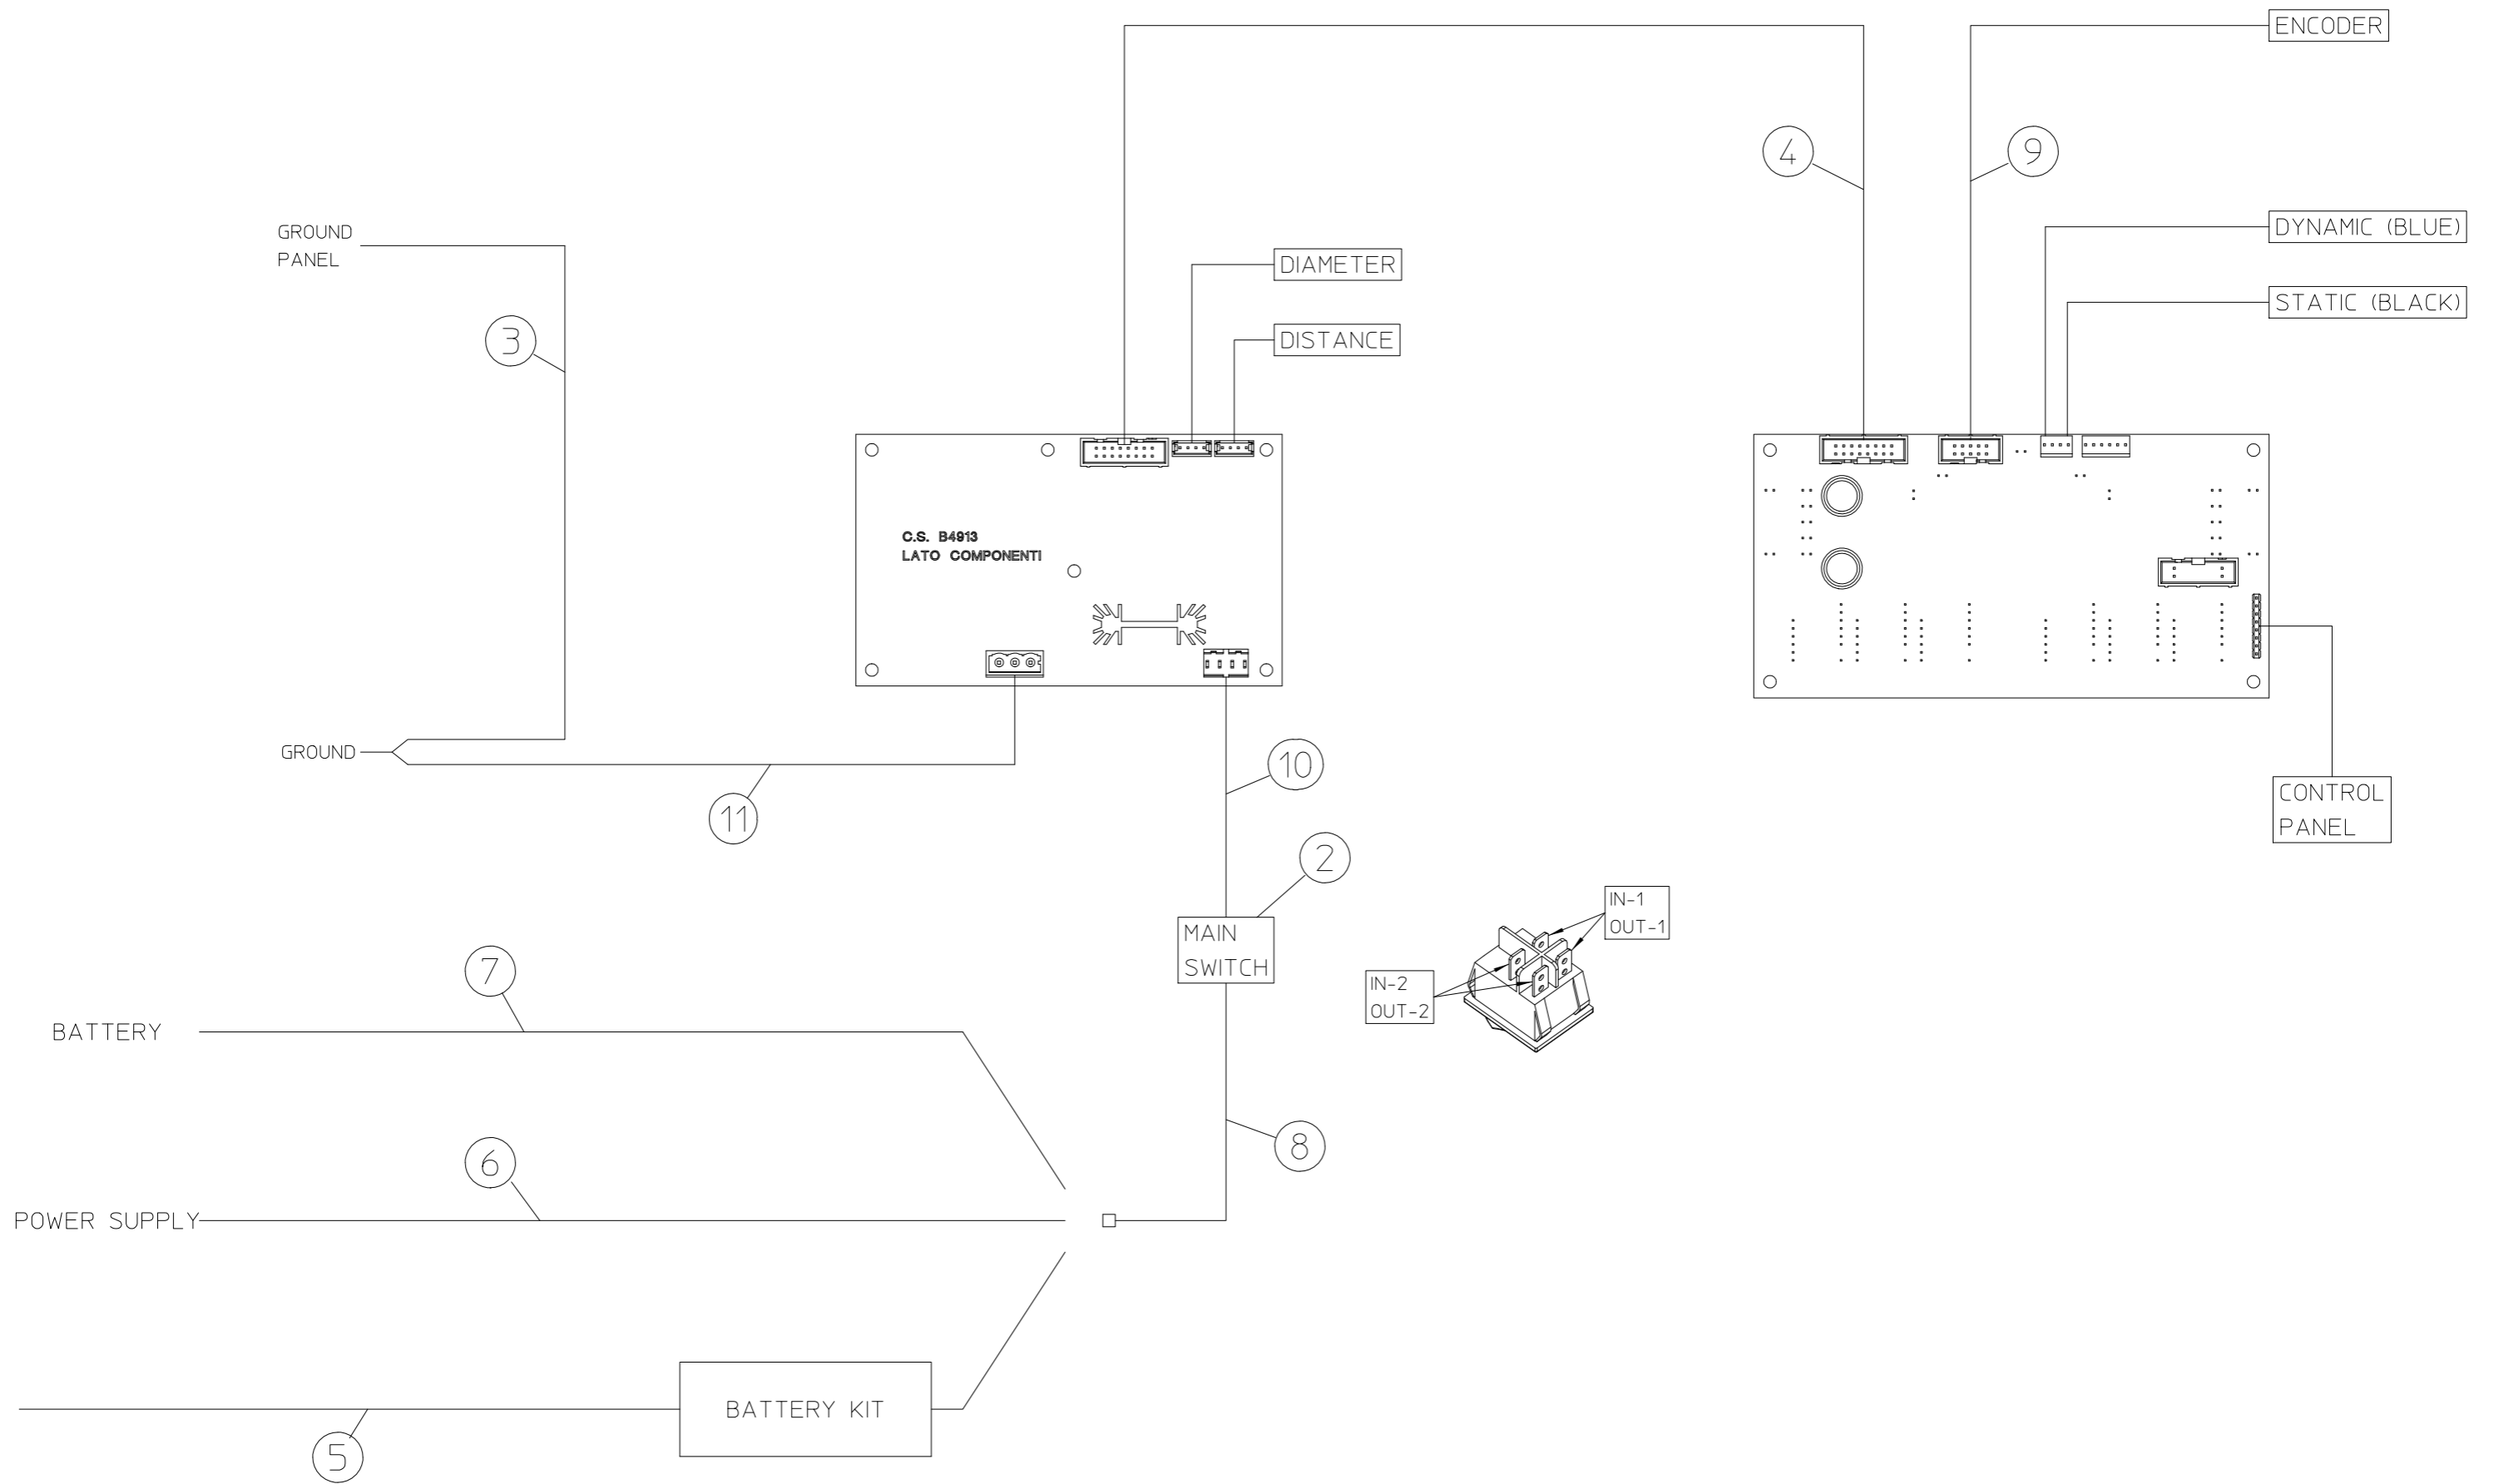 ENCODER
4
9
GROUND
PANEL
DYNAMIC (BLUE)
DIAMETER
STATIC (BLACK)
3
DISTANCE
C.S. B4913
LATO COMPONENTI
GROUND
10
11
CONTROL
PANEL
2
IN-1
OUT-1
MAIN
SWITCH
7
IN-2
OUT-2
BATTERY
8
6
POWER SUPPLY
BATTERY KIT
5